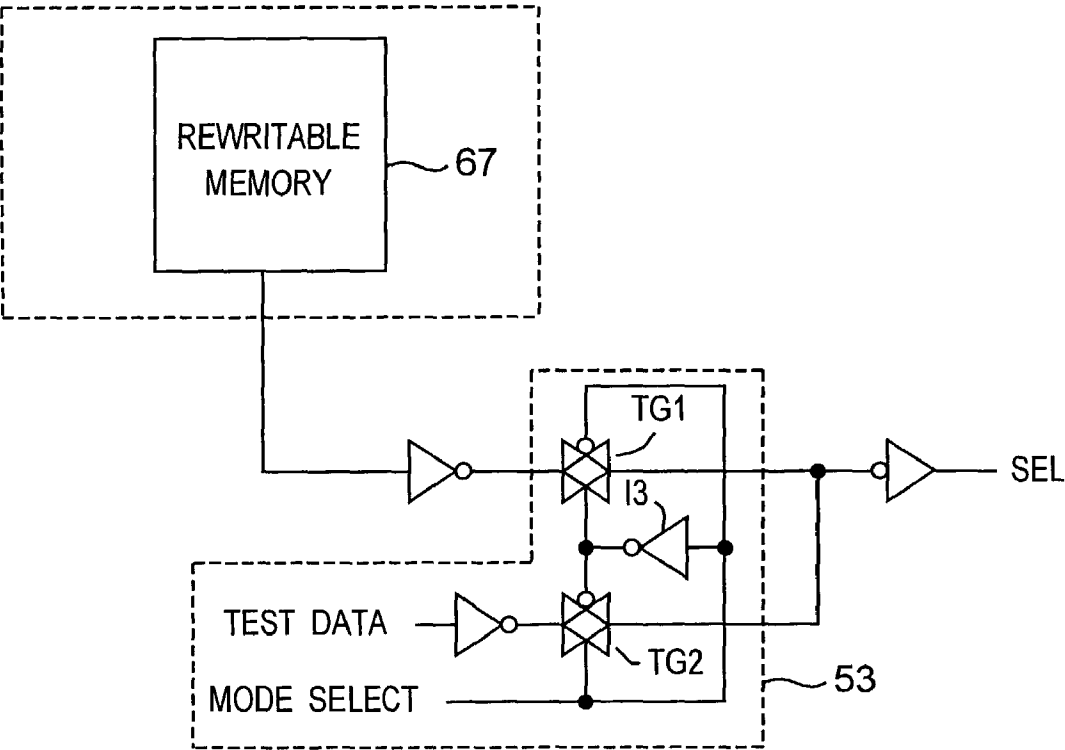 REWRITABLE
MEMORY
67
TG1
SEL
I3
TEST DATA
TG2
53
MODE SELECT